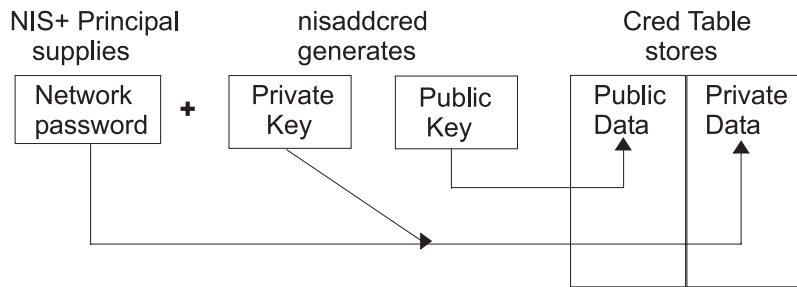 NIS+ Principal
supplies
nisaddcred
generates
Cred Table
stores
Network
password
+
Private
Key
Public
Key
Public
Data
Private
Data